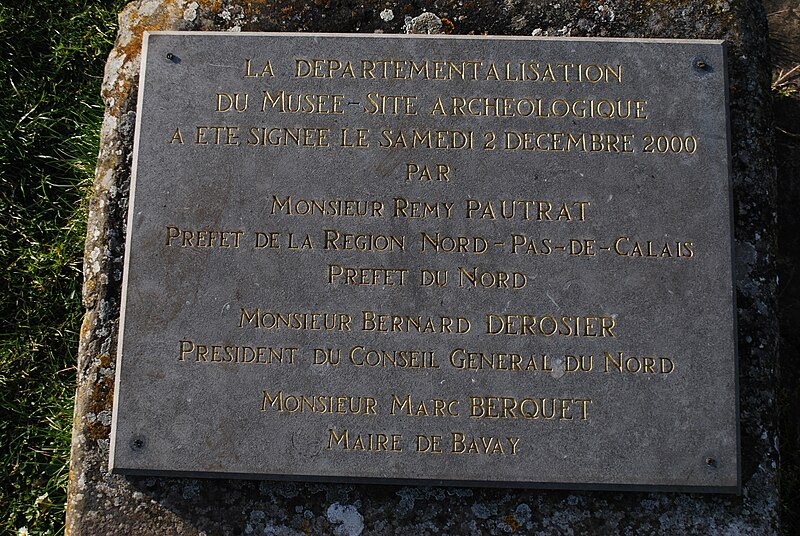 LA DEPARTEMENTALISATION
DU MUSEE-SITE ARCHEOLOGIQUE
A ETE SIGNEE LE SAMEDI 2 DECEMBRE 2000
PAR
MONSIEUR REMY PAUTRAT
PREFET DE LA REGION NORD-PAS-DE-CALAIS
PREFET DU NORD
MONSIEUR BERNARD DEROSIER
PRESIDENT DU CONSEIL GENERAL DU NORD
MONSIEUR MARC BERQUET
MAIRE DE BAVAY